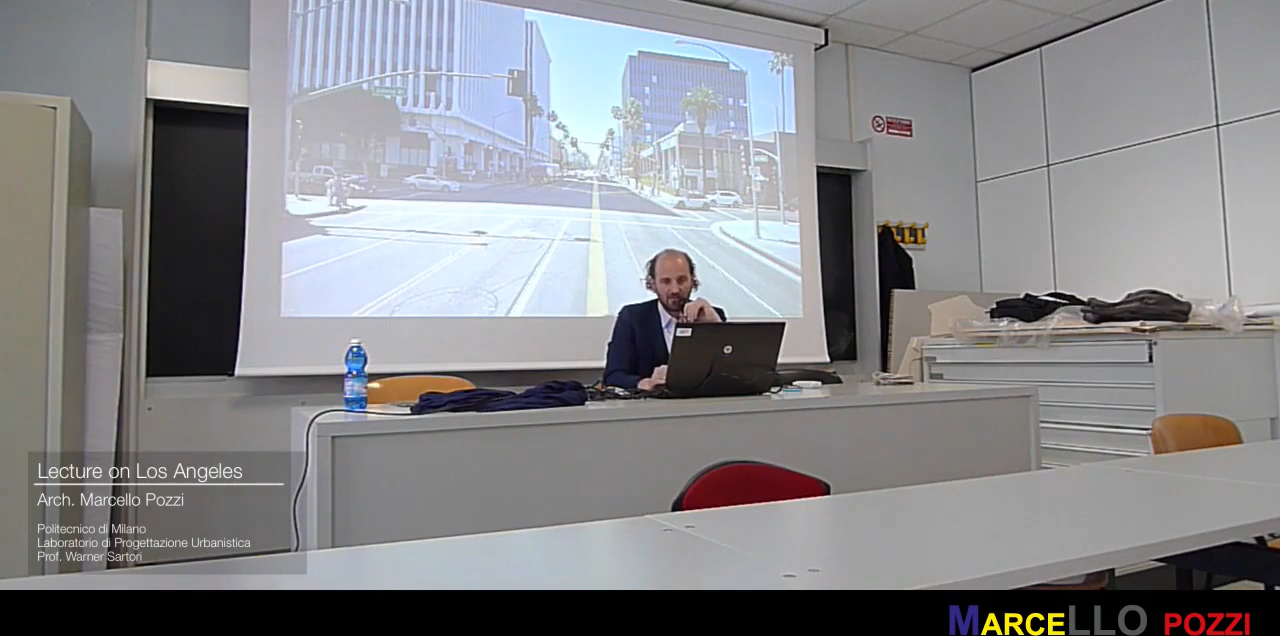 Lecture on Los Angeles
Arch. Marcello Pozzi
Politecnico di Milano
Laboratorio di Progettazione Urbanistica
Prof. Warner Sartori
MARCELLO POZZI